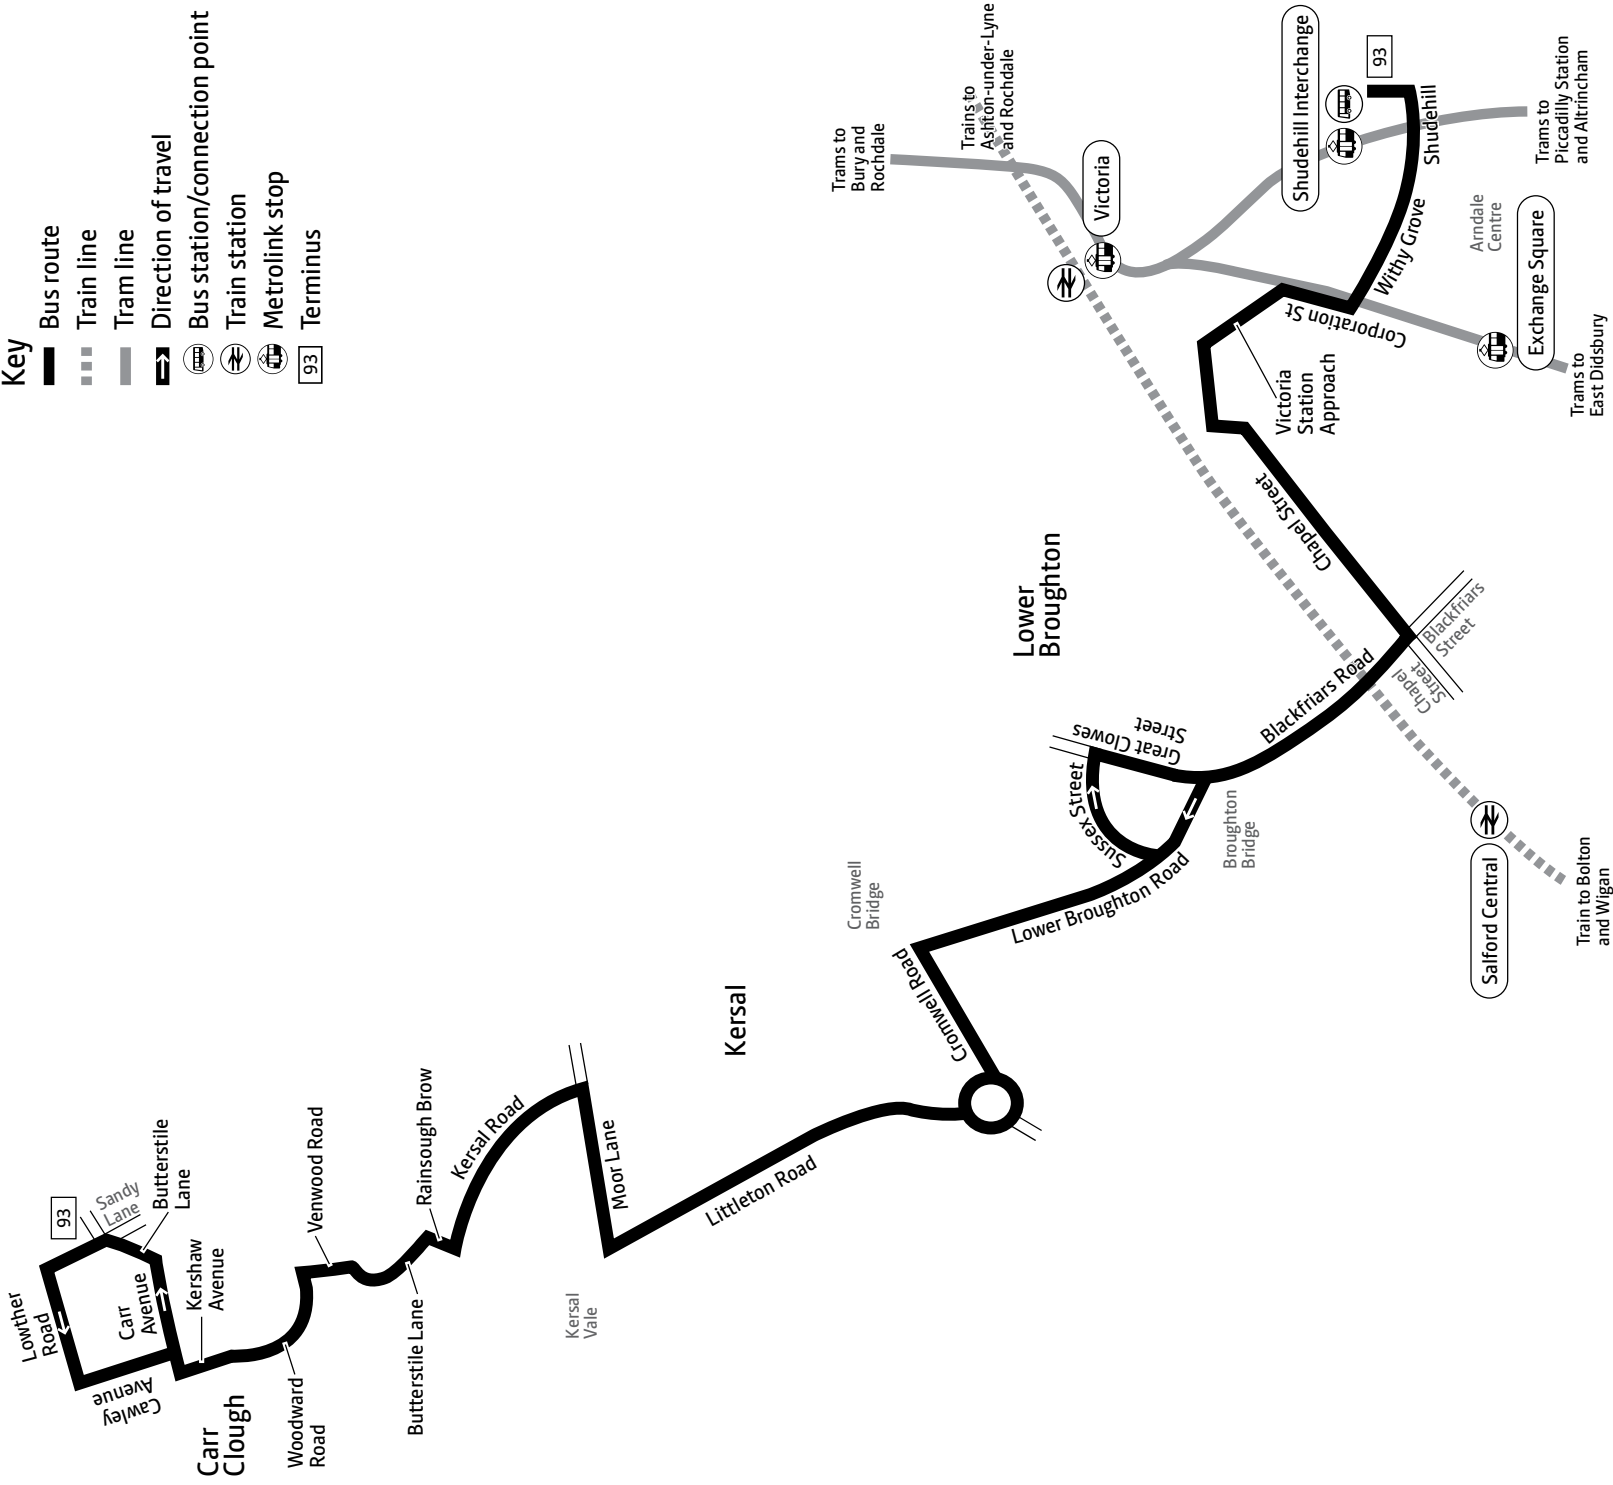 Key
Bus route
Train line
Tram line
Direction of travel
Bus station/connection point
Train station
Metrolink stop
93
Terminus
93
Lowther
Road
Sandy
Lane
Butterstile
Lane
Carr
Avenue
Cawley
Avenue
Kershaw
Avenue
Carr
Clough
Woodward
Road
Venwood Road
Butterstile Lane
Rainsough Brow
Kersal Road
Moor Lane
Kersal
Vale
Littleton Road
Kersal
Cromwell Road
Cromwell
Bridge
Lower Broughton Road
Sussex Street
Great Clowes
Street
Broughton
Bridge
Lower
Broughton
Blackfriars Road
Chapel
Street
Blackfriars
Street
Chapel Street
Salford Central
Train to Bolton
and Wigan
Victoria
Station
Approach
Corporation St
Withy Grove
Shudehill
Arndale
Centre
Exchange Square
Trams to
East Didsbury
Victoria
Trams to
Bury and
Rochdale
Trains to
Ashton-under-Lyne
and Rochdale
Shudehill Interchange
93
Trams to
Piccadilly Station
and Altrincham